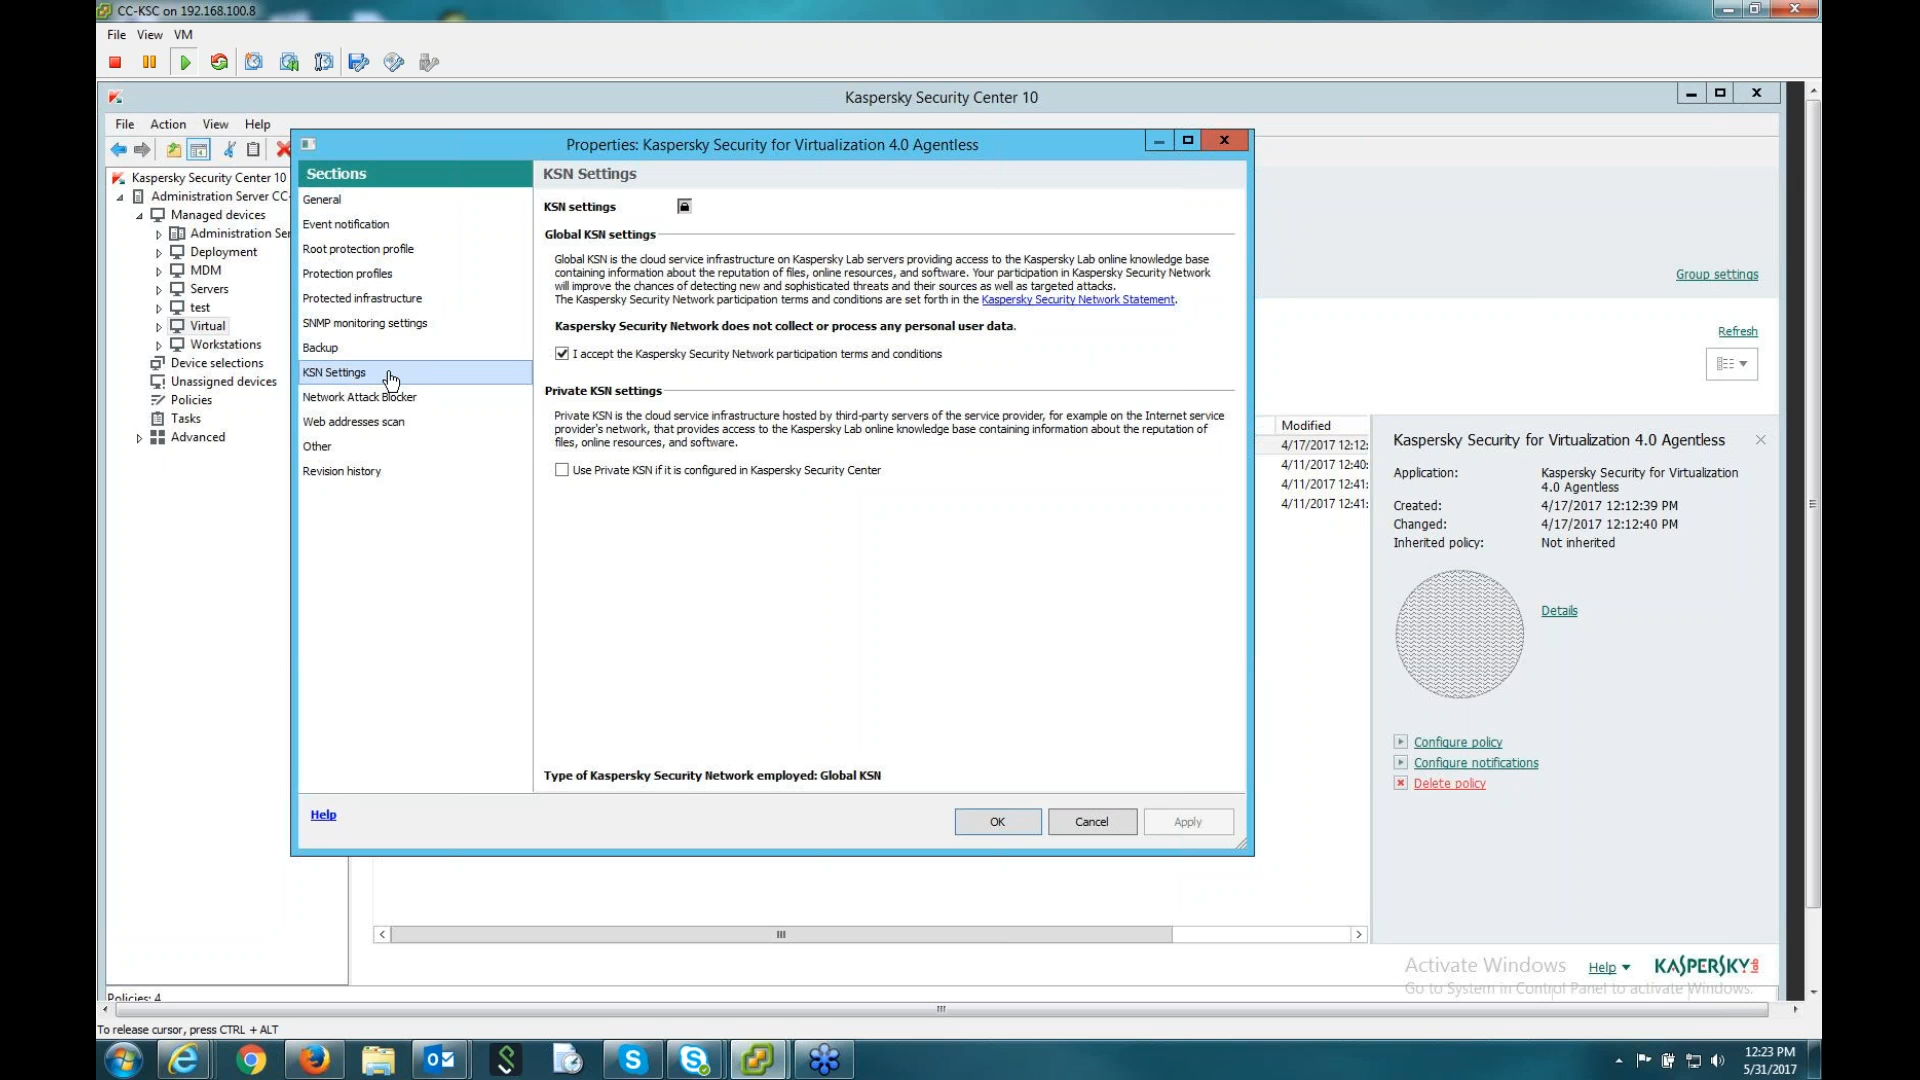 CC-KSC on 192.168.100.8
File View VM
Kaspersky Security Center 10
File Action View Help
Kaspersky Security Center 10
Administration Server CC-
Managed devices
Administration Ser
Deployment
MDM
Servers
test
Virtual
Workstations
Device selections
Unassigned devices
Policies
Tasks
Advanced
Policies: 4
Properties: Kaspersky Security for Virtualization 4.0 Agentless
Sections
General
Event notification
Root protection profile
Protection profiles
Protected infrastructure
SNMP monitoring settings
Backup
KSN Settings
Network Attack Blocker
Web addresses scan
Other
Revision history
KSN Settings
KSN settings
Global KSN settings
Global KSN is the cloud service infrastructure on Kaspersky Lab servers providing access to the Kaspersky Lab online knowledge base
containing information about the reputation of files, online resources, and software. Your participation in Kaspersky Security Network
will improve the chances of detecting new and sophisticated threats and their sources as well as targeted attacks.
The Kaspersky Security Network participation terms and conditions are set forth in the Kaspersky Security Network Statement.
Kaspersky Security Network does not collect or process any personal user data.
I accept the Kaspersky Security Network participation terms and conditions
Private KSN settings
Private KSN is the cloud service infrastructure hosted by third-party servers of the service provider, for example on the Internet service
provider's network, that provides access to the Kaspersky Lab online knowledge base containing information about the reputation of
files, online resources, and software.
Use Private KSN if it is configured in Kaspersky Security Center
Type of Kaspersky Security Network employed: Global KSN
Help
OK Cancel Apply
Group settings
Refresh
Modified
4/17/2017 12:12:
4/11/2017 12:40:
4/11/2017 12:41:
4/11/2017 12:41:
Kaspersky Security for Virtualization 4.0 Agentless
Application: Kaspersky Security for Virtualization
4.0 Agentless
Created: 4/17/2017 12:12:39 PM
Changed: 4/17/2017 12:12:40 PM
Inherited policy: Not inherited
Details
Configure policy
Configure notifications
Delete policy
Activate Windows
Go to System in Control Panel to activate Windows.
Help KASPERSKY lab
To release cursor, press CTRL + ALT
12:23 PM
5/31/2017